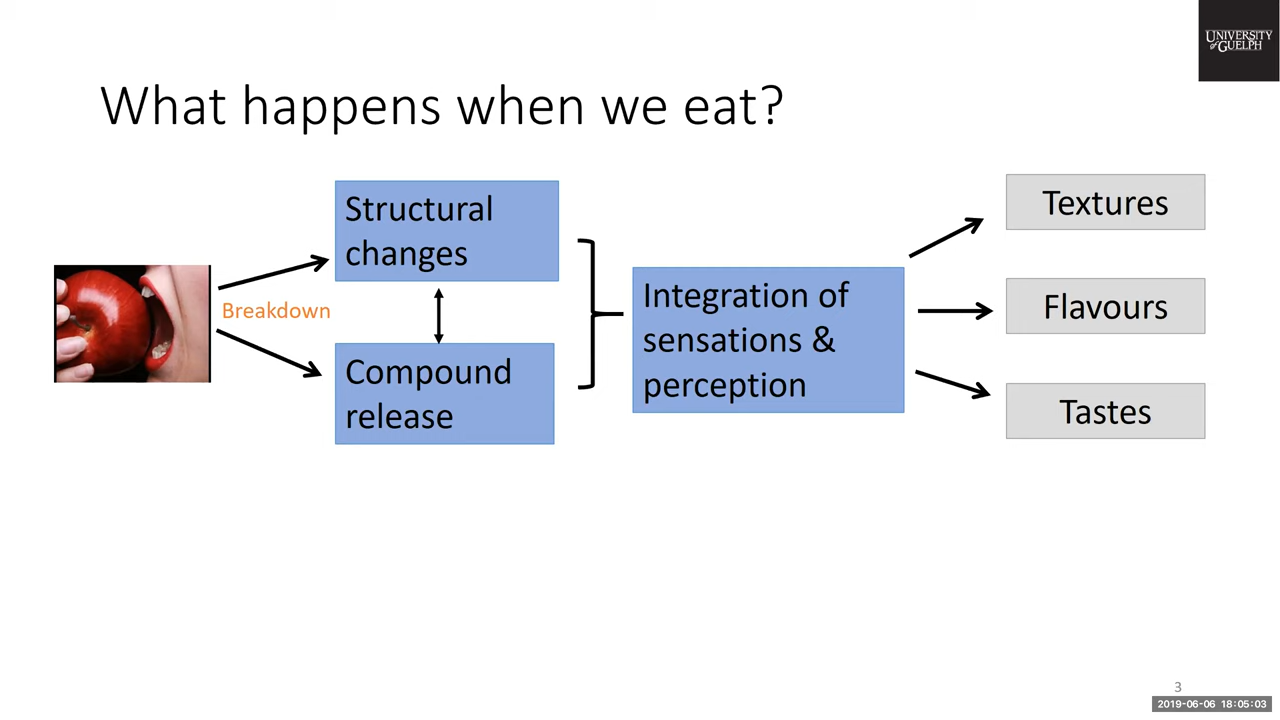 UNIVERSITY
of GUELPH
What happens when we eat?
Structural
changes
Breakdown
Compound
release
Integration of
sensations &
perception
Textures
Flavours
Tastes
3
2019-06-06 18:05:03